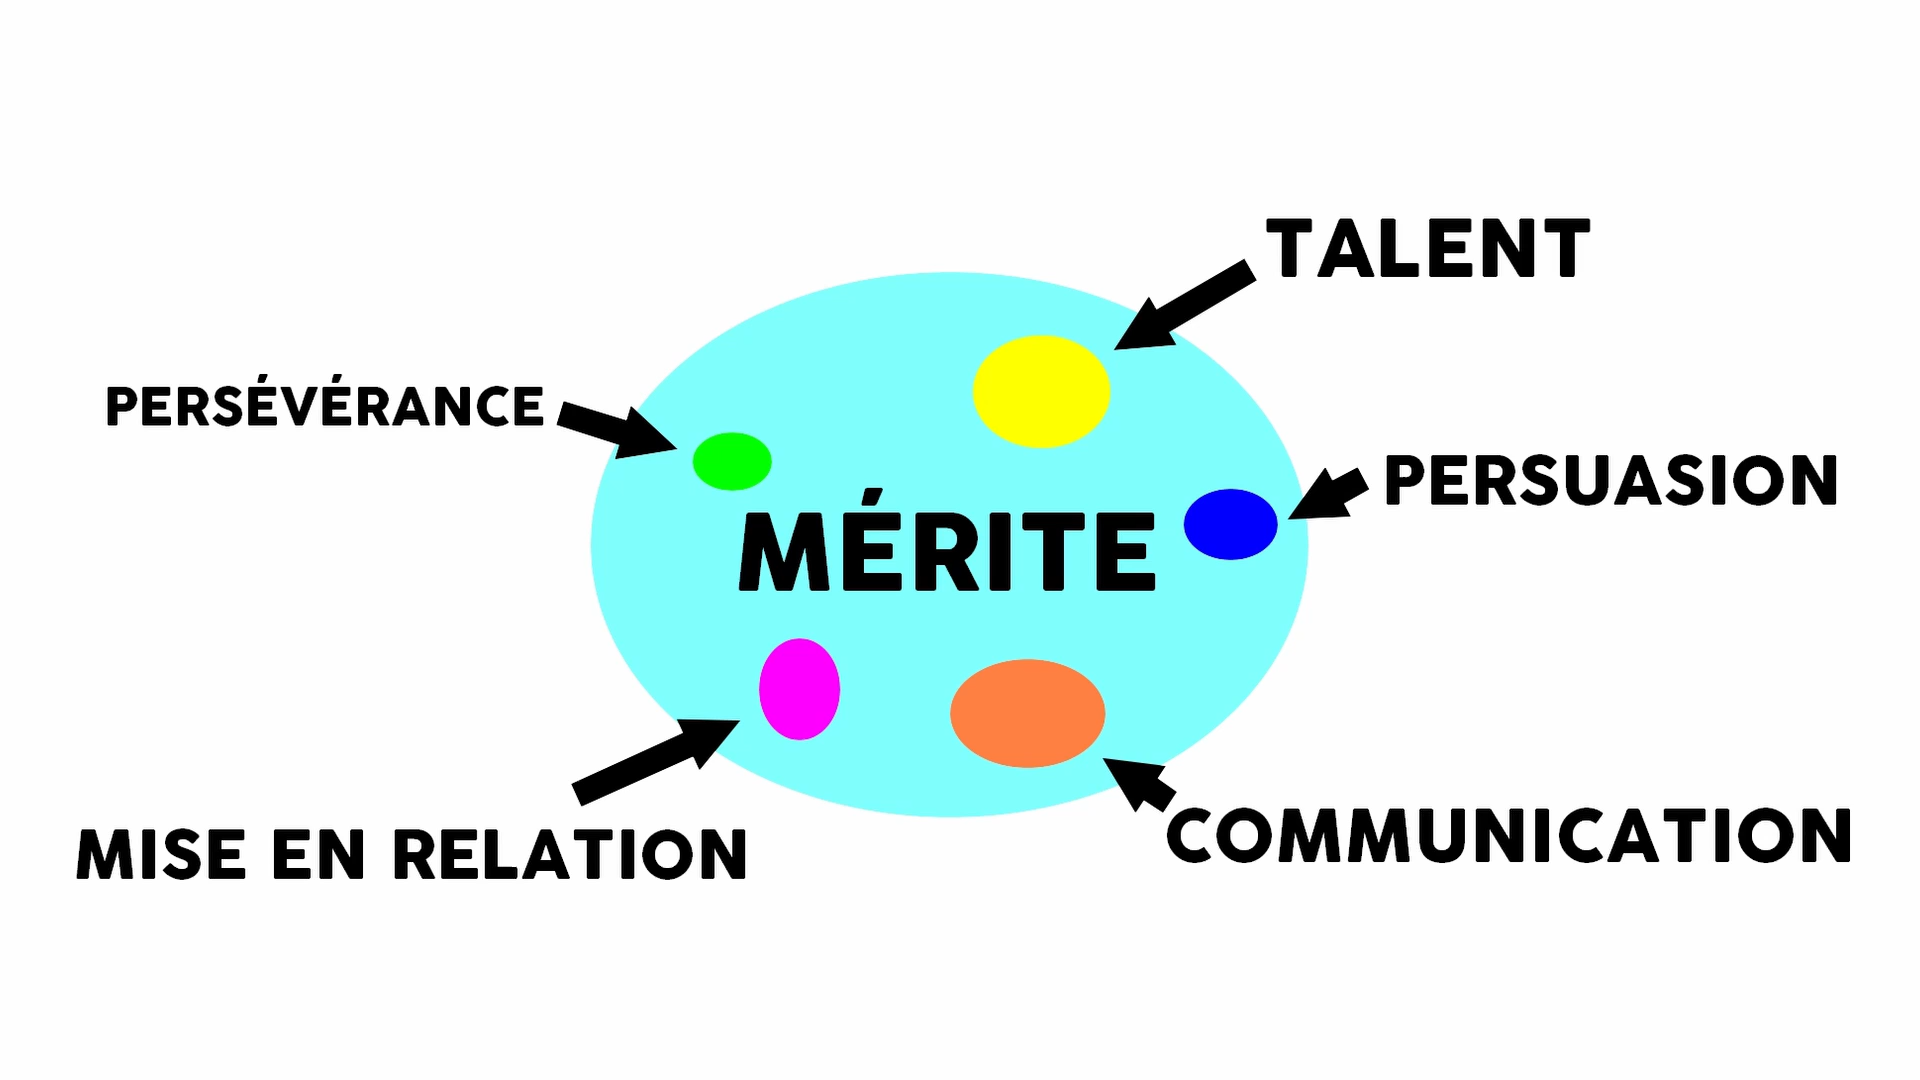 TALENT
PERSÉVÉRANCE
PERSUASION
MÉRITE
MISE EN RELATION
COMMUNICATION